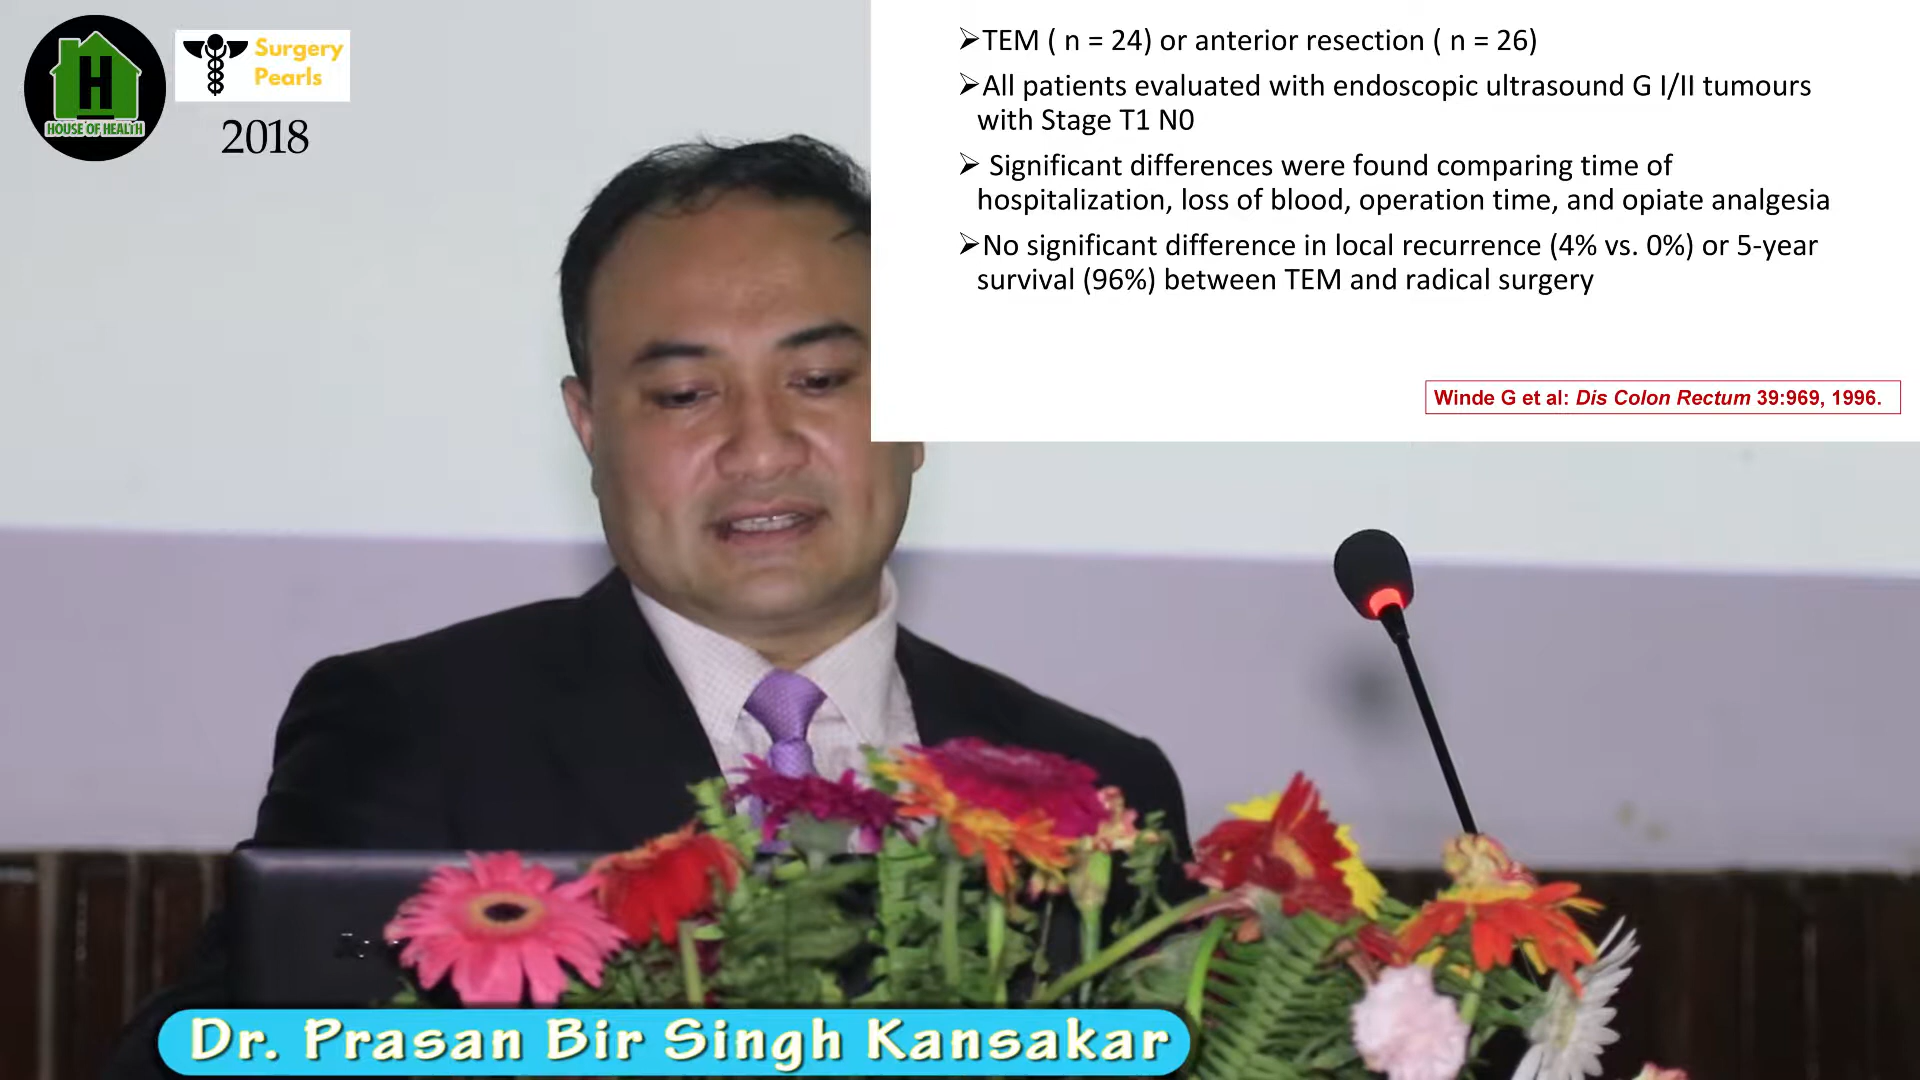 HOUSE OF HEALTH
H
Surgery
Pearls
2018
➢TEM ( n = 24) or anterior resection ( n = 26)
➢All patients evaluated with endoscopic ultrasound G I/II tumours
with Stage T1 N0
➢ Significant differences were found comparing time of
hospitalization, loss of blood, operation time, and opiate analgesia
➢No significant difference in local recurrence (4% vs. 0%) or 5-year
survival (96%) between TEM and radical surgery
Winde G et al: Dis Colon Rectum 39:969, 1996.
Dr. Prasan Bir Singh Kansakar